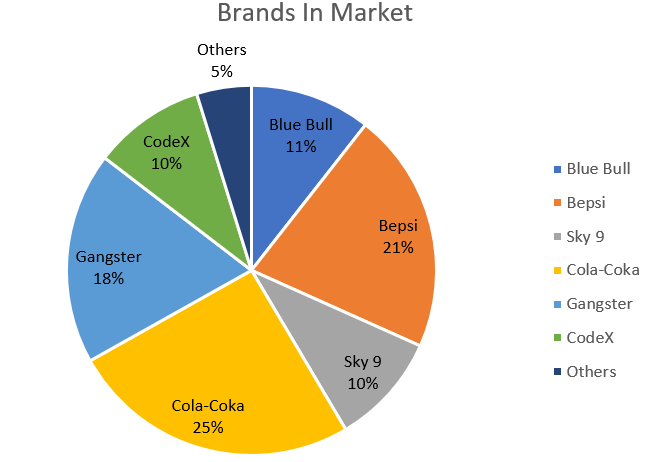 Brands In Market
Others
5%
Blue Bull
11%
CodeX
10%
Bepsi
21%
Gangster
18%
Sky 9
10%
Cola-Coka
25%
Blue Bull
Bepsi
Sky 9
Cola-Coka
Gangster
CodeX
Others